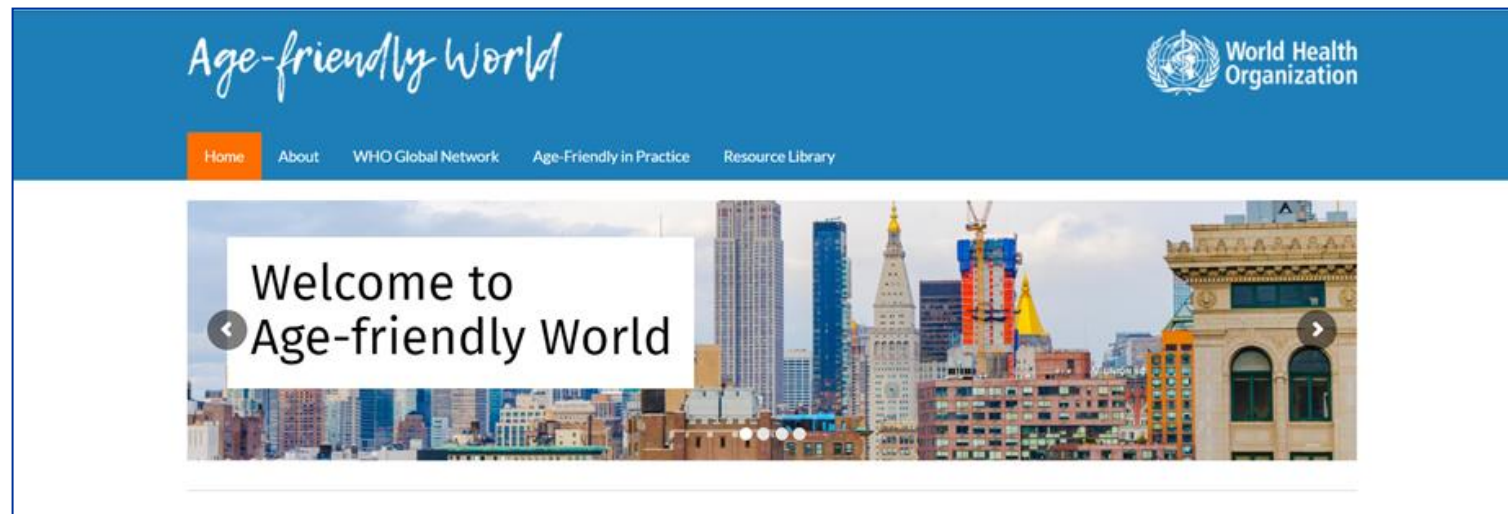 Age-friendly World
World Health
Organization
Home About WHO Global Network Age-Friendly in Practice Resource Library
Welcome to
Age-friendly World